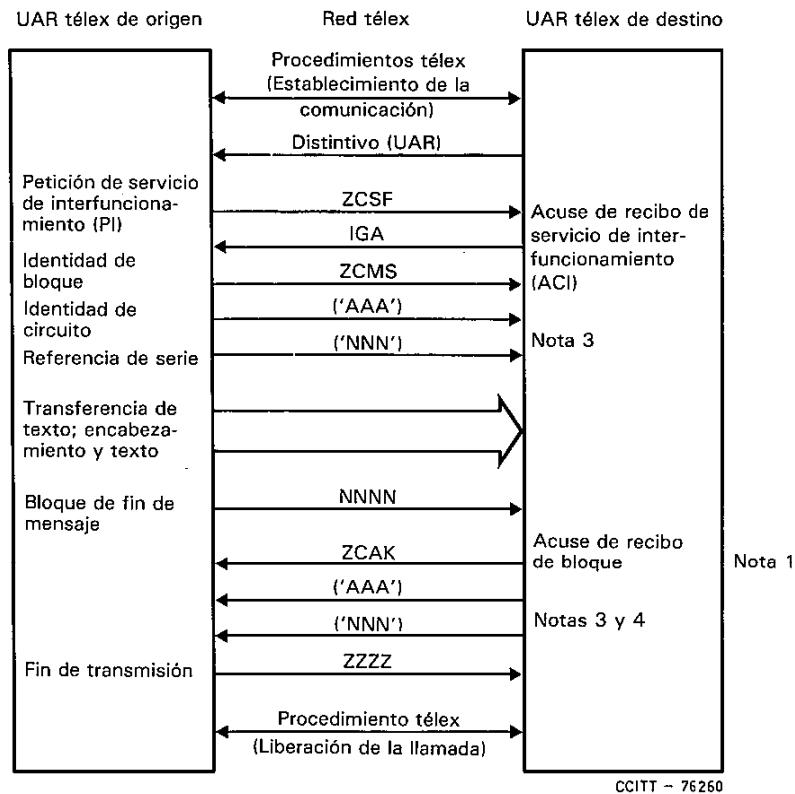 UAR télex de origen
Red télex
UAR télex de destino
Procedimientos télex
(Establecimiento de la
comunicación)
Distintivo (UAR)
Petición de servicio
de interfunciona-
miento (PI)
ZCSF
Acuse de recibo de
servicio de inter-
funcionamiento
(ACI)
IGA
Identidad de
bloque
ZCMS
Identidad de
circuito
('AAA')
Referencia de serie
('NNN')
Nota 3
Transferencia de
texto; encabeza-
miento y texto
Bloque de fin de
mensaje
NNNN
Acuse de recibo
de bloque
Nota 1
ZCAK
('AAA')
('NNN')
Notas 3 y 4
Fin de transmisión
ZZZZ
Procedimiento télex
(Liberación de la llamada)
CCITT – 76260